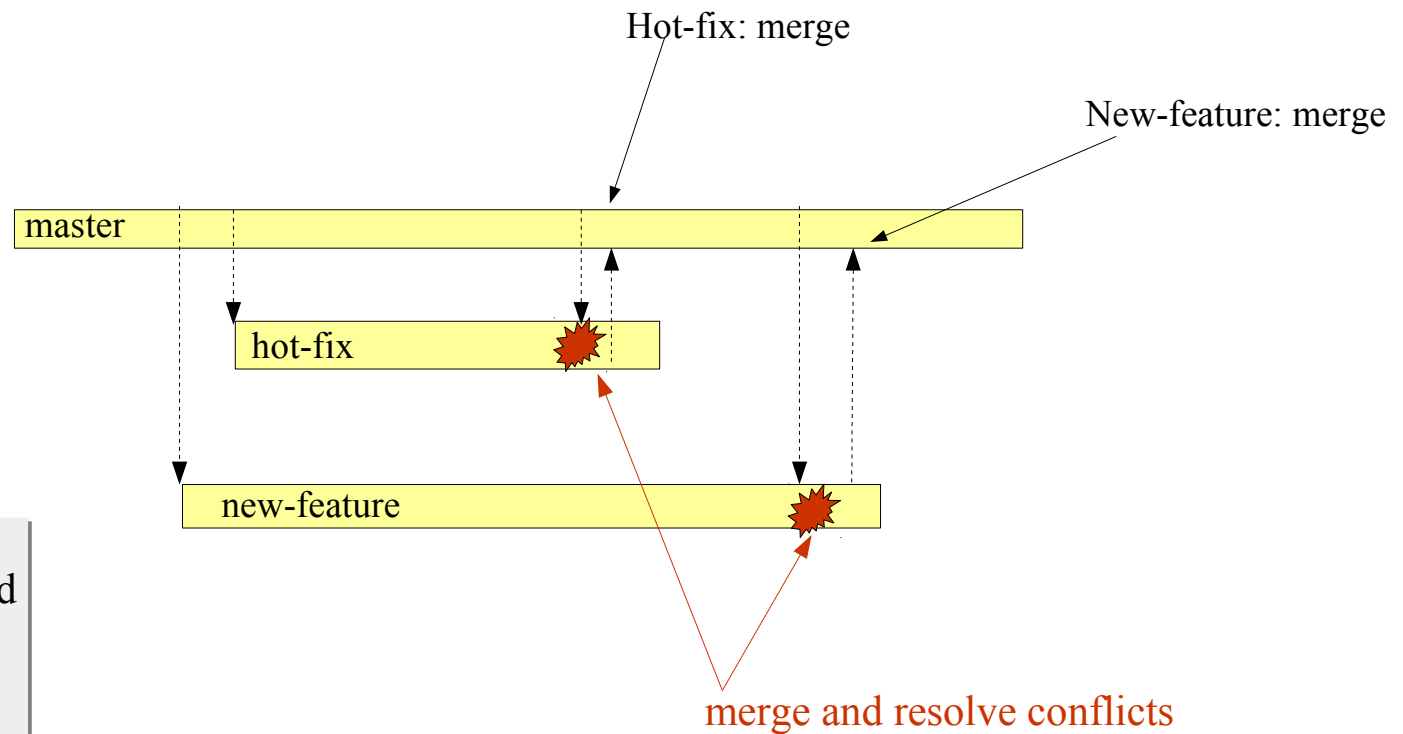 Hot-fix: merge
New-feature: merge
master
hot-fix
new-feature
merge and resolve conflicts